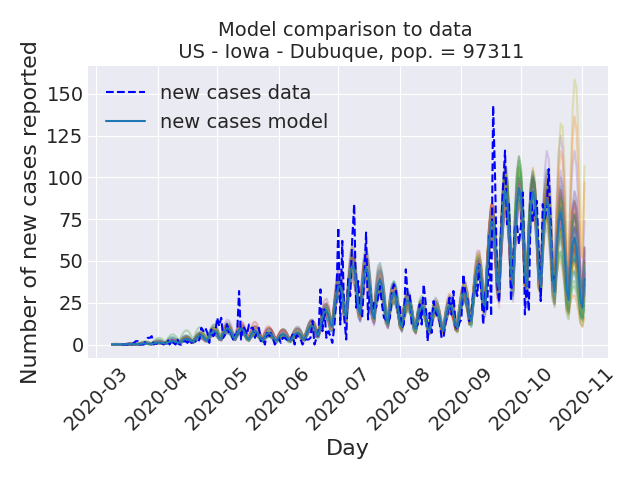 Model comparison to data
US - Iowa - Dubuque, pop. = 97311
Number of new cases reported
150
125
100
75
50
25
0
new cases data
new cases model
2020-03
2020-04
2020-05
2020-06
2020-07
2020-08
2020-09
2020-10
2020-11
Day